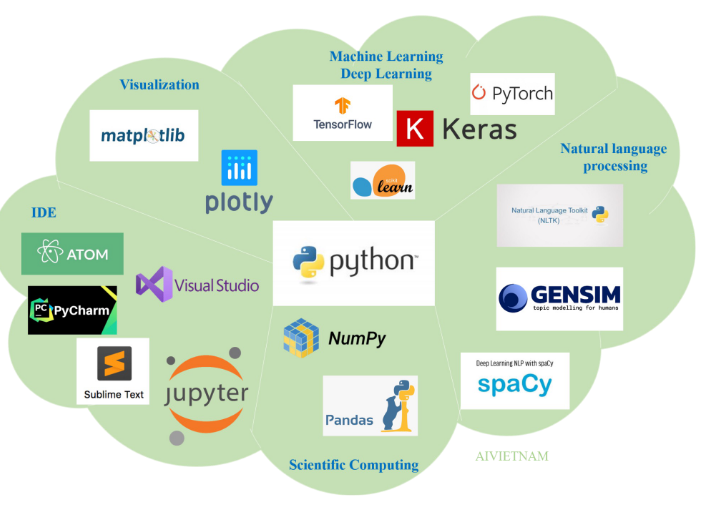 Machine Learning
Deep Learning
Visualization
TensorFlow
K Keras
PyTorch
matplotlib
scikit
learn
plotly
Natural language
processing
Natural Language Toolkit
(NLTK)
IDE
ATOM
Visual Studio
PC
PyCharm
python
GENSIM
topic modelling for humans
NumPy
S
Sublime Text
jupyter
Pandas
Deep Learning NLP with spaCy
spaCy
Scientific Computing
AIVIETNAM